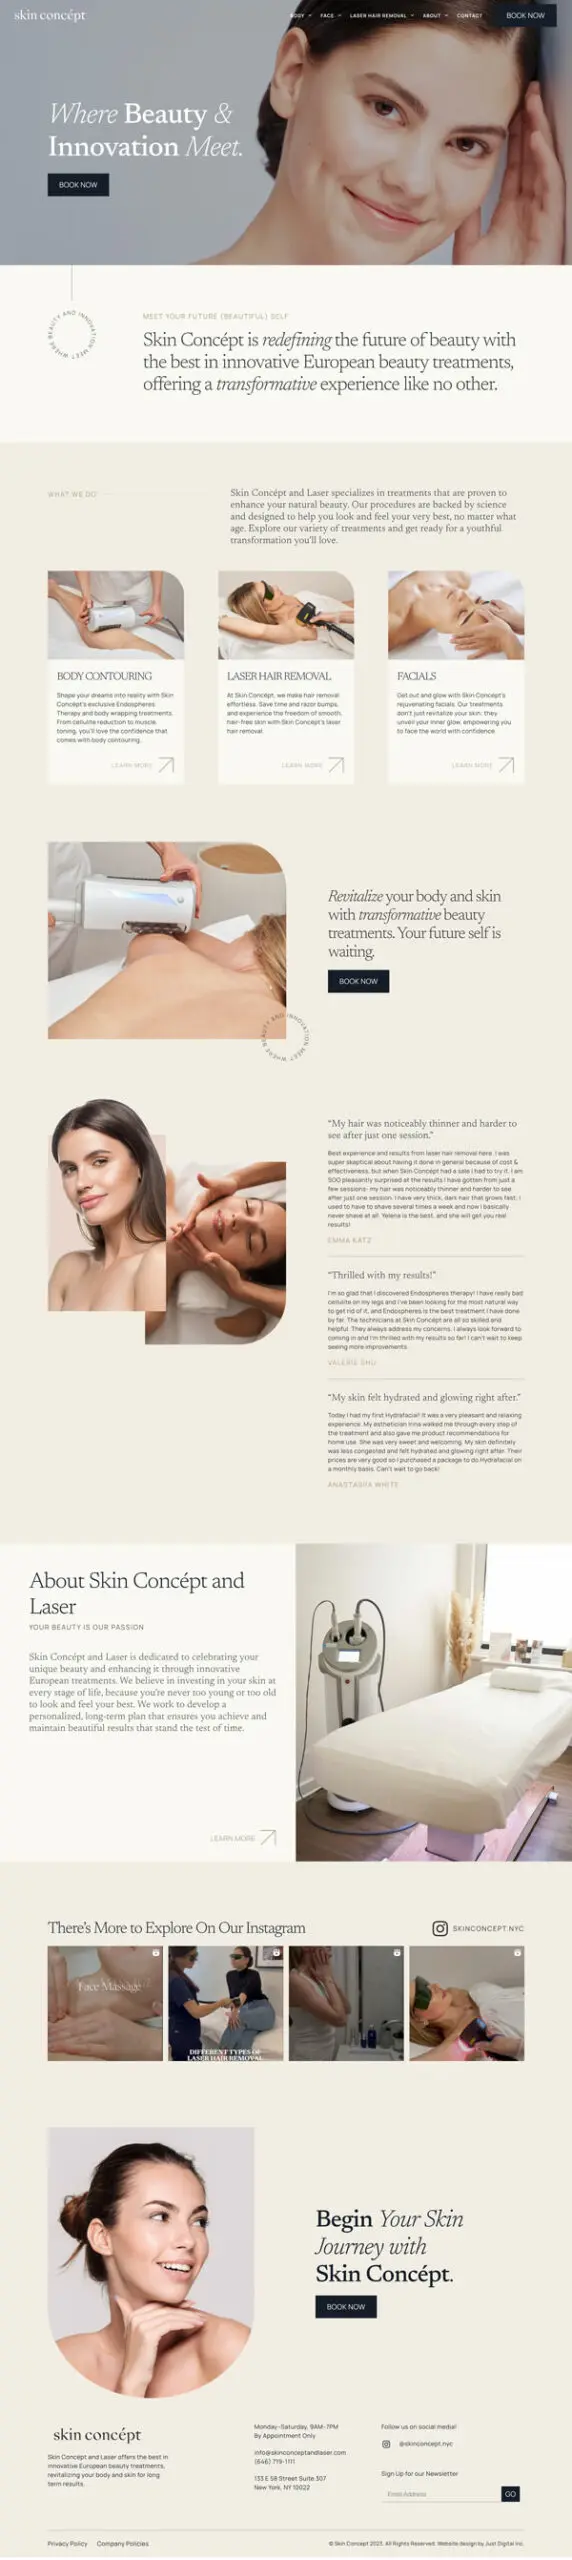 skin concépt
BODY
FACE
LASER HAIR REMOVAL
ABOUT
CONTACT
BOOK NOW
Where Beauty &
Innovation Meet.
BOOK NOW
BEAUTY AND INNOVATION MEET WHERE
MEET YOUR FUTURE (BEAUTIFUL) SELF
Skin Concépt is redefining the future of beauty with
the best in innovative European beauty treatments,
offering a transformative experience like no other.
WHAT WE DO
Skin Concépt and Laser specializes in treatments that are proven to
enhance your natural beauty. Our procedures are backed by science
and designed to help you look and feel your very best, no matter what
age. Explore our variety of treatments and get ready for a youthful
transformation you'll love.
BODY CONTOURING
Shape your dreams into reality with Skin
Concépt's exclusive Endospheres
Therapy and body wrapping treatments.
From cellulite reduction to muscle
toning, you'll love the confidence that
comes with body contouring.
LEARN MORE
LASER HAIR REMOVAL
At Skin Concépt, we make hair removal
effortless. Save time and razor bumps,
and experience the freedom of smooth,
hair-free skin with Skin Concépt's laser
hair removal.
LEARN MORE
FACIALS
Get out and glow with Skin Concépt's
rejuvenating facials. Our treatments
don't just revitalize your skin; they
unveil your inner glow, empowering you
to face the world with confidence
LEARN MORE
Revitalize your body and skin
with transformative beauty
treatments. Your future self is
waiting.
BOOK NOW
BEAUTY AND INNOVATION MEET WHERE
“My hair was noticeably thinner and harder to
see after just one session.”
Best experience and results from laser hair removal here. I was
super skeptical about having it done in general because of cost &
effectiveness, but when Skin Concépt had a sale I had to try it. I am
SOO pleasantly surprised at the results I have gotten from just a
few sessions- my hair was noticeably thinner and harder to see
after just one session. I have very thick, dark hair that grows fast. I
used to have to shave several times a week and now I basically
never shave at all. Yelena is the best, and she will get you real
results!
EMMA KATZ
“Thrilled with my results!”
I'm so glad that I discovered Endospheres therapy! I have really bad
cellulite on my legs and I've been looking for the most natural way
to get rid of it, and Endospheres is the best treatment I have done
by far. The technicians at Skin Concépt are all so skilled and
helpful. They always address my concerns. I always look forward to
coming in and I'm thrilled with my results so far! I can't wait to keep
seeing more improvements.
VALERIE SHU
“My skin felt hydrated and glowing right after.”
Today I had my first Hydrafacial! It was a very pleasant and relaxing
experience. My esthetician Irina walked me through every step of
the treatment and also gave me product recommendations for
home use. She was very sweet and welcoming. My skin definitely
was less congested and felt hydrated and glowing right after. Their
prices are very good so I purchased a package to do Hydrafacial on
a monthly basis. Can't wait to go back!
ANASTASIIA WHITE
About Skin Concépt and
Laser
YOUR BEAUTY IS OUR PASSION
Skin Concépt and Laser is dedicated to celebrating your
unique beauty and enhancing it through innovative
European treatments. We believe in investing in your skin at
every stage of life, because you're never too young or too old
to look and feel your best. We work to develop a
personalized, long-term plan that ensures you achieve and
maintain beautiful results that stand the test of time.
LEARN MORE
There's More to Explore On Our Instagram
SKINCONCEPT.NYC
Face Massage
DIFFERENT TYPES OF
LASER HAIR REMOVAL
Begin Your Skin
Journey with
Skin Concépt.
BOOK NOW
skin concépt
Skin Concépt and Laser offers the best in
innovative European beauty treatments,
revitalizing your body and skin for long
term results.
Monday–Saturday, 9AM–7PM
By Appointment Only
info@skinconceptandlaser.com
(646) 719-1111
133 E 58 Street Suite 307
New York, NY 10022
Follow us on social media!
@skinconcept.nyc
Sign Up for our Newsletter
Email Address
GO
Privacy Policy
Company Policies
© Skin Concept 2023. All Rights Reserved. Website design by Just Digital Inc.